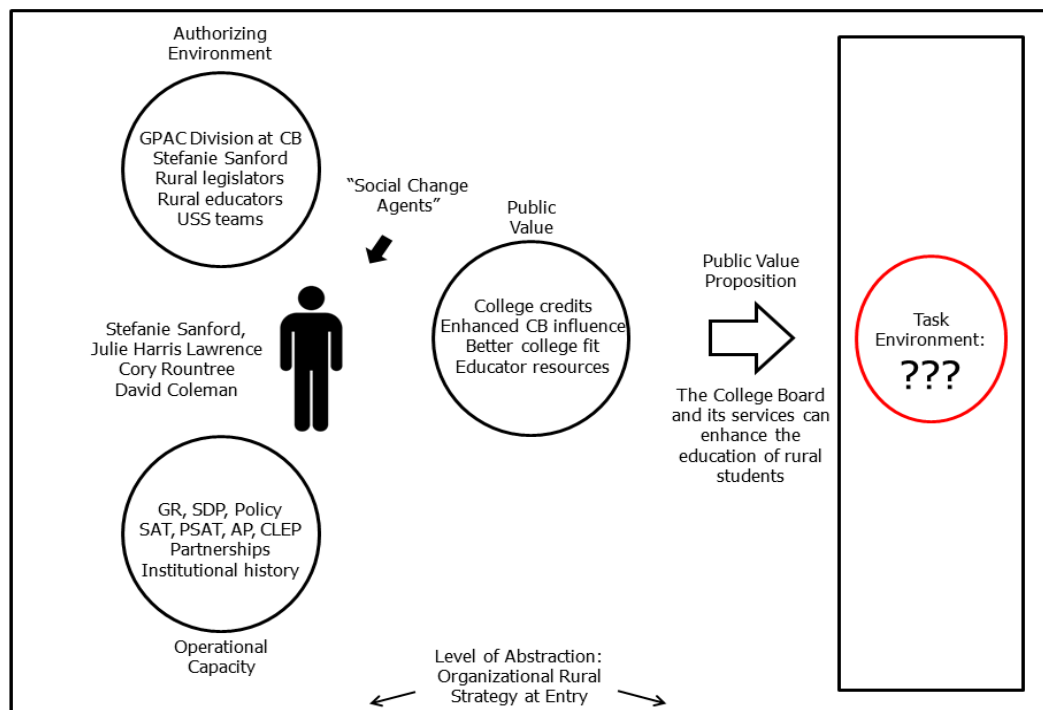 Authorizing
Environment
GPAC Division at CB
Stefanie Sanford
Rural legislators
Rural educators
USS teams
“Social Change
Agents”
Public
Value
Stefanie Sanford,
Julie Harris Lawrence
Cory Rountree
David Coleman
College credits
Enhanced CB influence
Better college fit
Educator resources
Public Value
Proposition
The College Board
and its services can
enhance the
education of rural
students
Task
Environment:
???
GR, SDP, Policy
SAT, PSAT, AP, CLEP
Partnerships
Institutional history
Operational
Capacity
Level of Abstraction:
Organizational Rural
Strategy at Entry